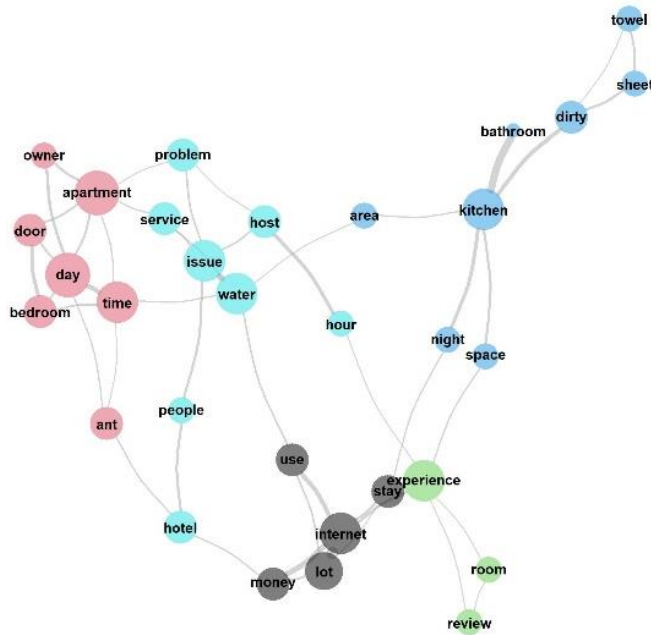 towel
sheet
dirty
bathroom
owner
problem
apartment
kitchen
service
host
area
door
issue
day
water
time
bedroom
hour
night
space
people
ant
use
experience
stay
hotel
internet
room
lot
money
review